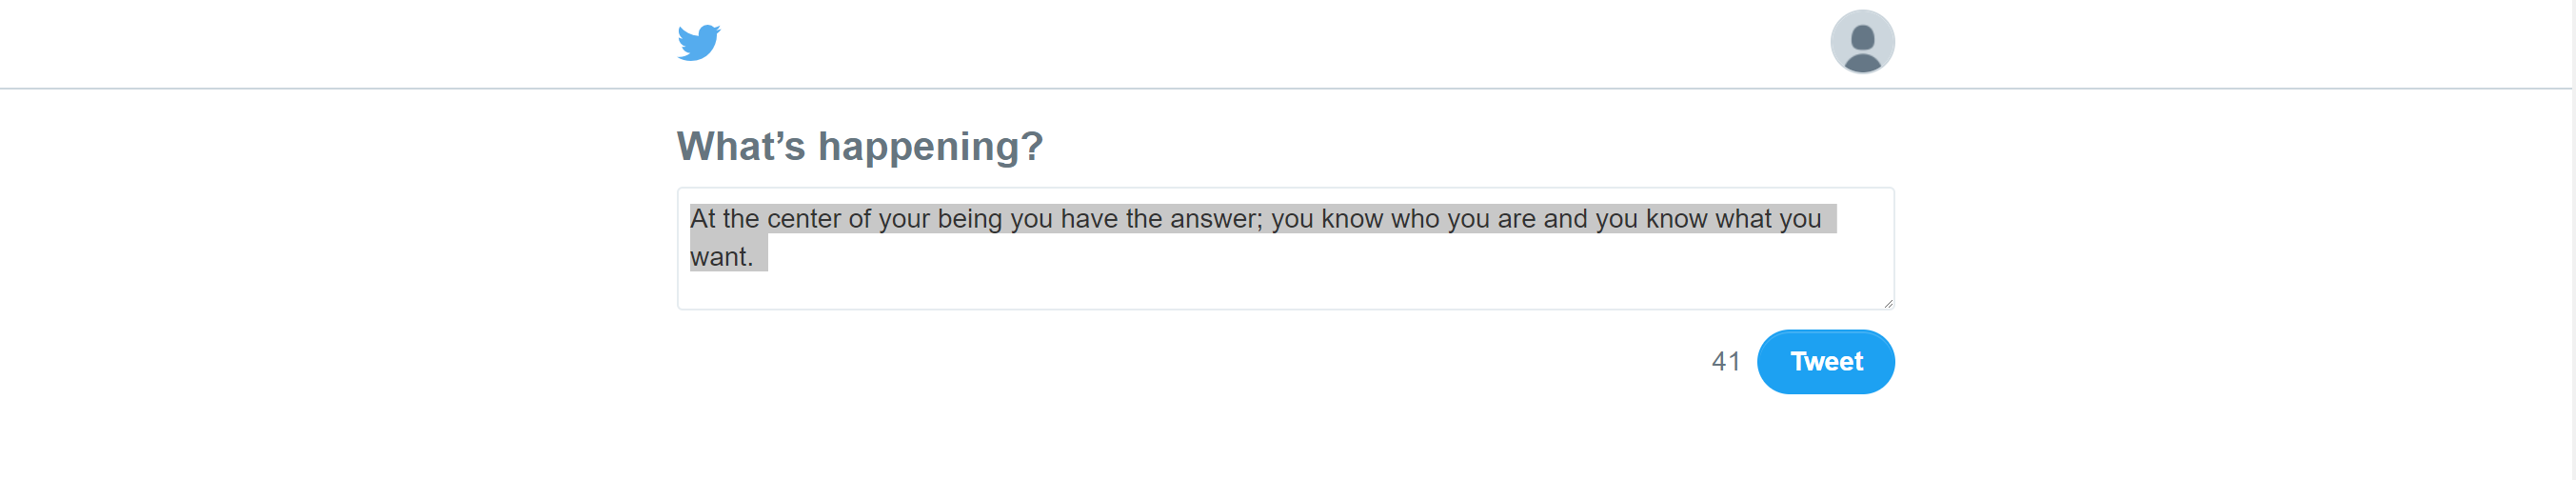 What’s happening?
At the center of your being you have the answer; you know who you are and you know what you
want.
41 Tweet